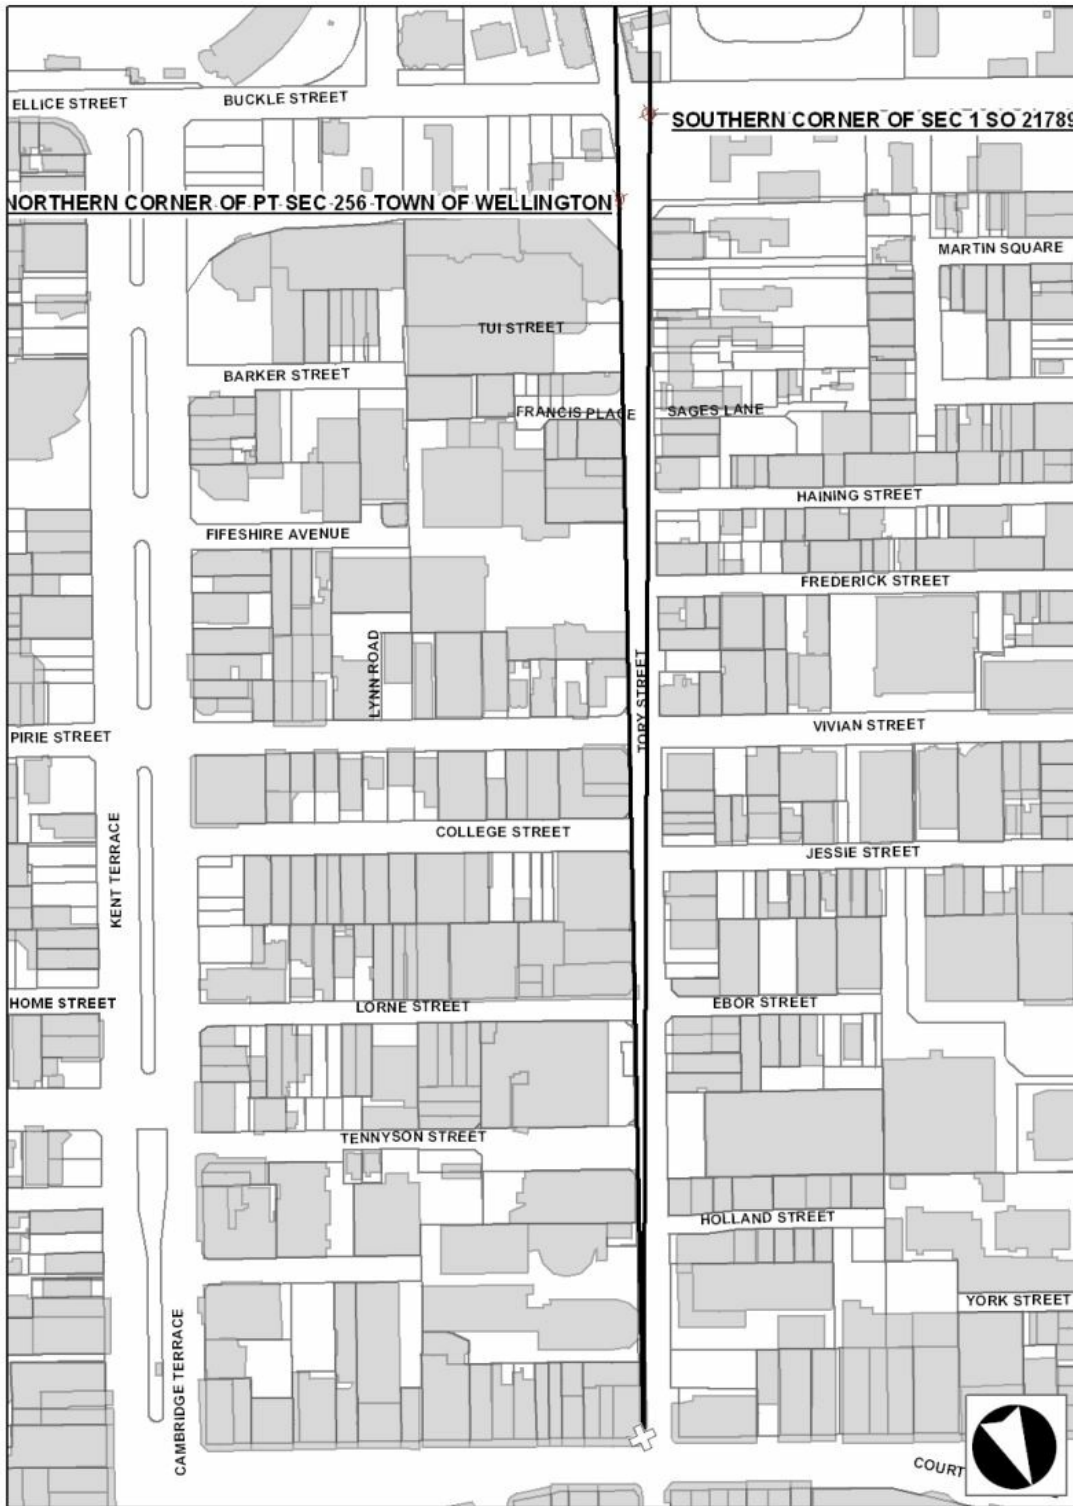 ELLICE STREET
BUCKLE STREET
SOUTHERN CORNER OF SEC 1 SO 21789
NORTHERN CORNER OF PT SEC 256 TOWN OF WELLINGTON
MARTIN SQUARE
TUI STREET
BARKER STREET
FRANCIS PLACE
SAGES LANE
HAINING STREET
FIFESHIRE AVENUE
FREDERICK STREET
LYNN ROAD
TORY STREET
VIVIAN STREET
PIRIE STREET
COLLEGE STREET
JESSIE STREET
KENT TERRACE
HOME STREET
LORNE STREET
EBOR STREET
TENNYSON STREET
HOLLAND STREET
YORK STREET
CAMBRIDGE TERRACE
COURT